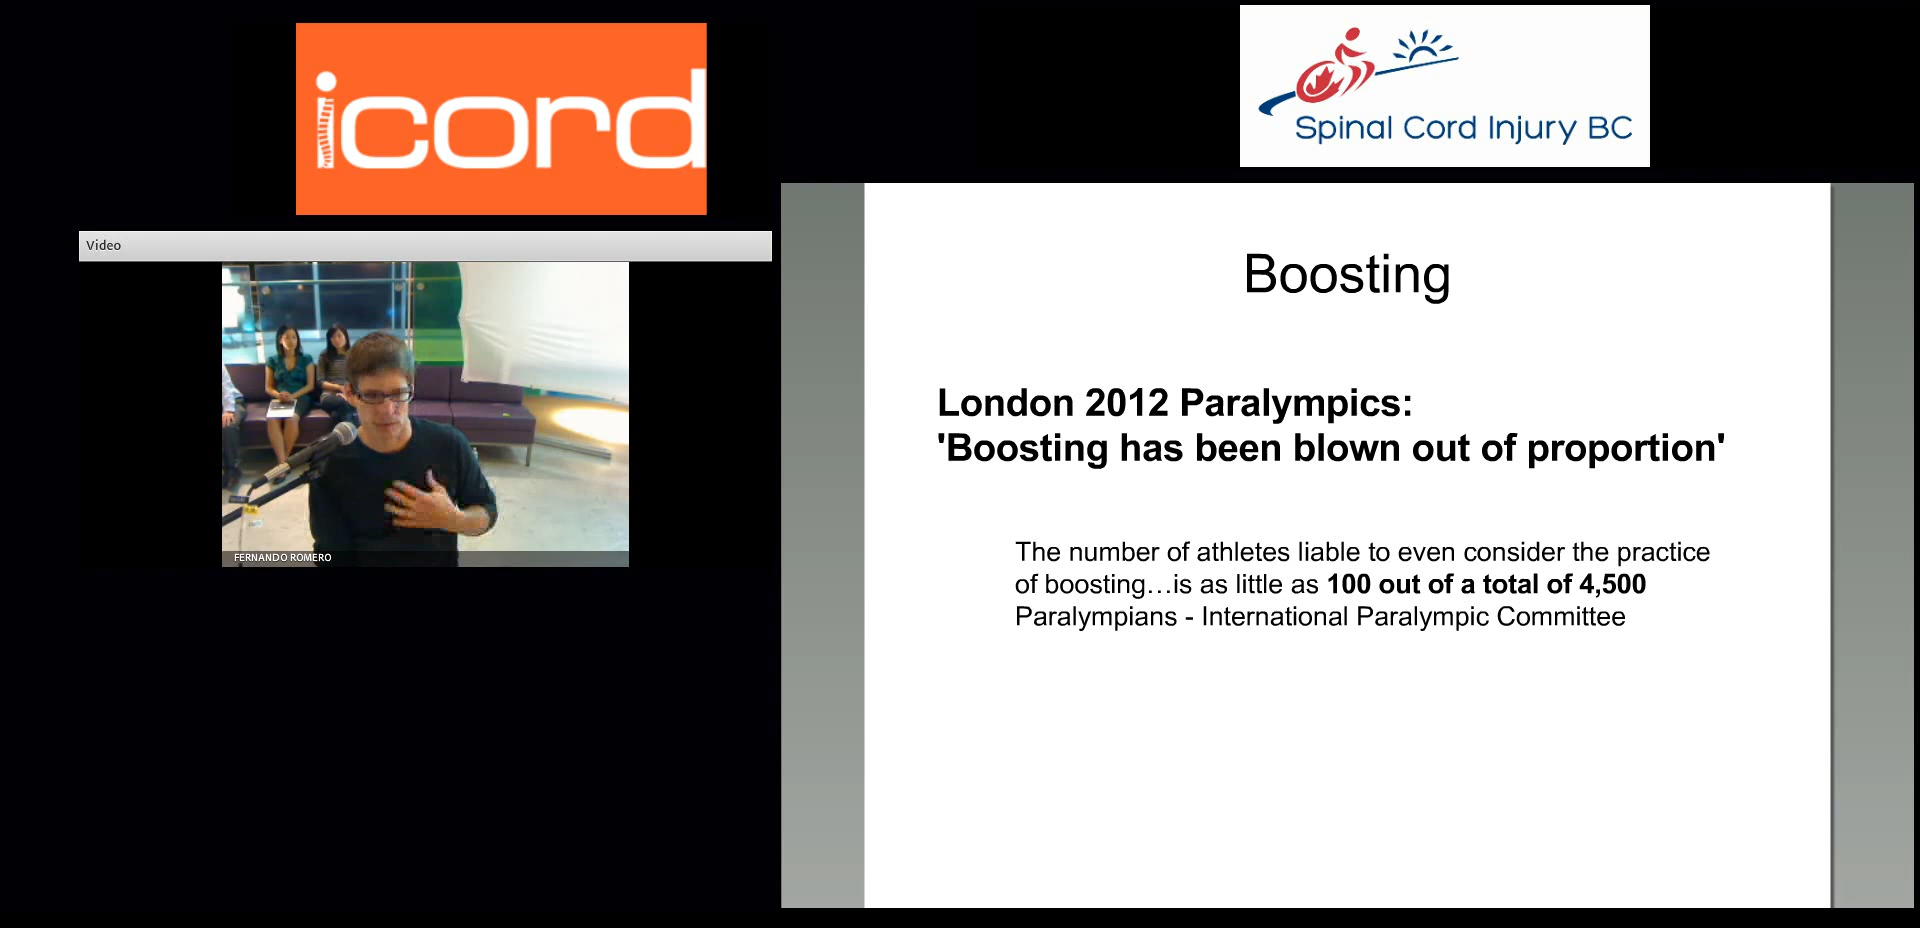 icord
Spinal Cord Injury BC
Video
FERNANDO ROMERO
Boosting
London 2012 Paralympics:
'Boosting has been blown out of proportion'
The number of athletes liable to even consider the practice
of boosting…is as little as 100 out of a total of 4,500
Paralympians - International Paralympic Committee